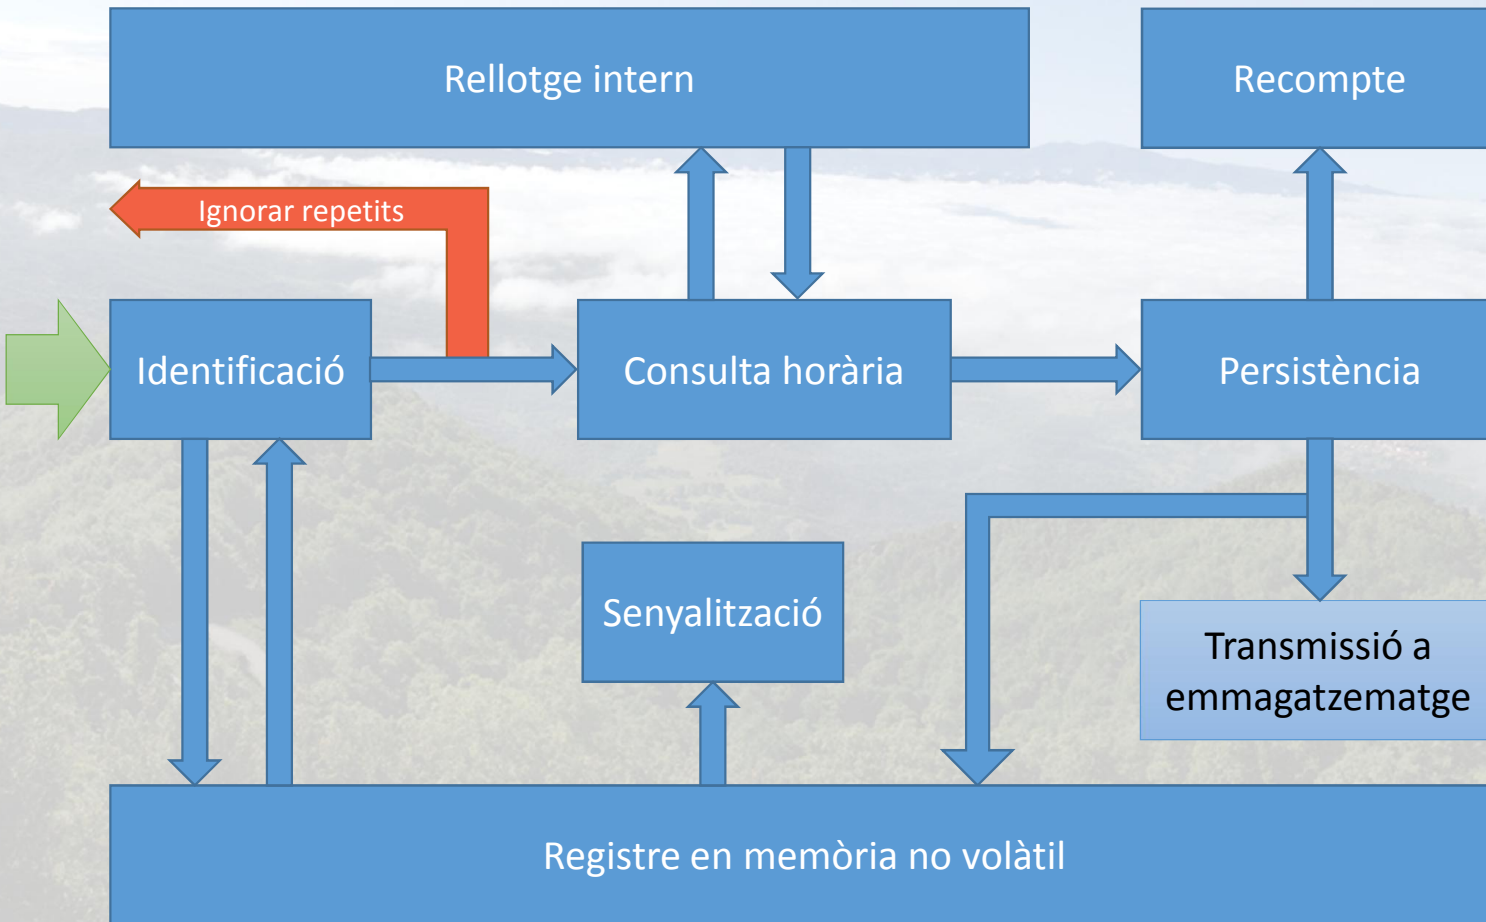 Rellotge intern
Recompte
Ignorar repetits
Identificació
Consulta horària
Persistència
Senyalització
Transmissió a
emmagatzematge
Registre en memòria no volàtil